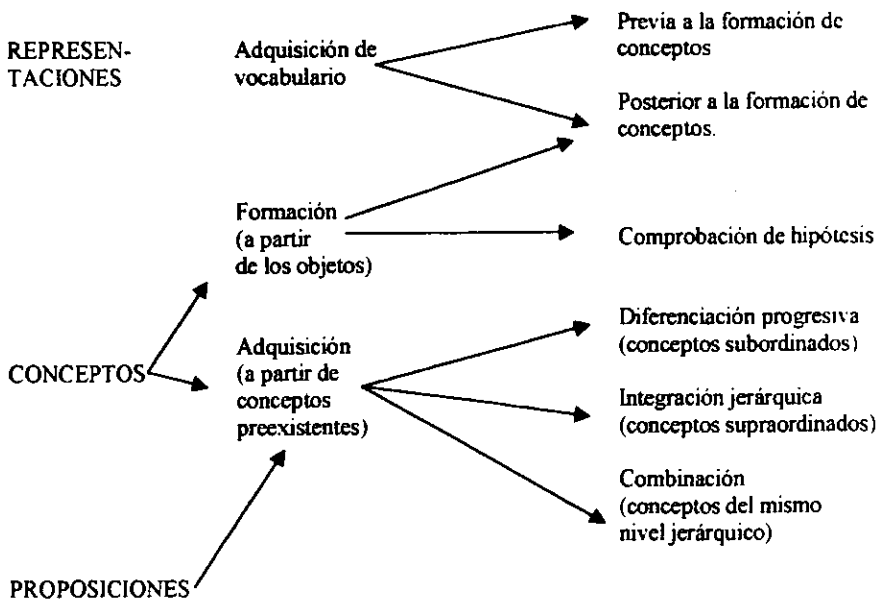 REPRESEN-
TACIONES
Adquisición de
vocabulario
Previa a la formación de
conceptos
Posterior a la formación de
conceptos.
Formación
(a partir
de los objetos)
Comprobación de hipótesis
CONCEPTOS
Adquisición
(a partir de
conceptos
preexistentes)
Diferenciación progresiva
(conceptos subordinados)
Integración jerárquica
(conceptos supraordinados)
Combinación
(conceptos del mismo
nivel jerárquico)
PROPOSICIONES